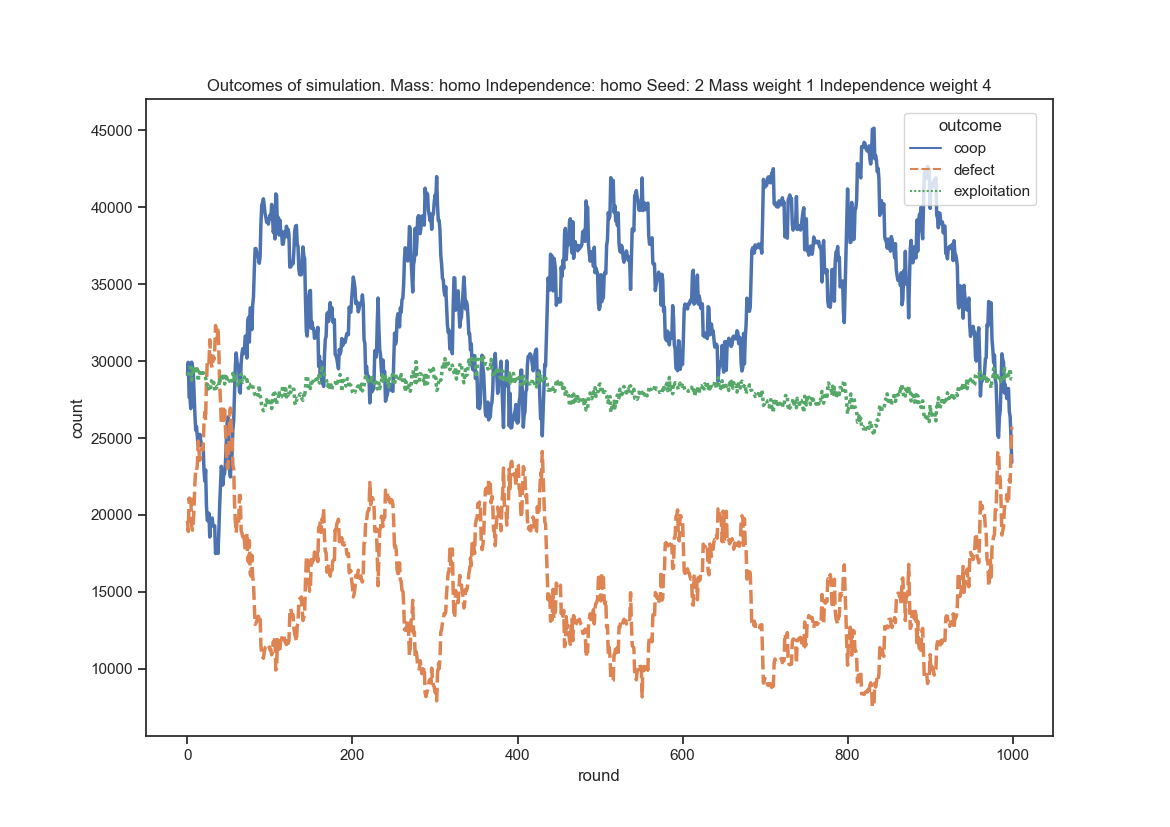 Outcomes of simulation. Mass: homo Independence: homo Seed: 2 Mass weight 1 Independence weight 4
outcome
coop
defect
exploitation
count
45000
40000
35000
30000
25000
20000
15000
10000
0 200 400 600 800 1000
round